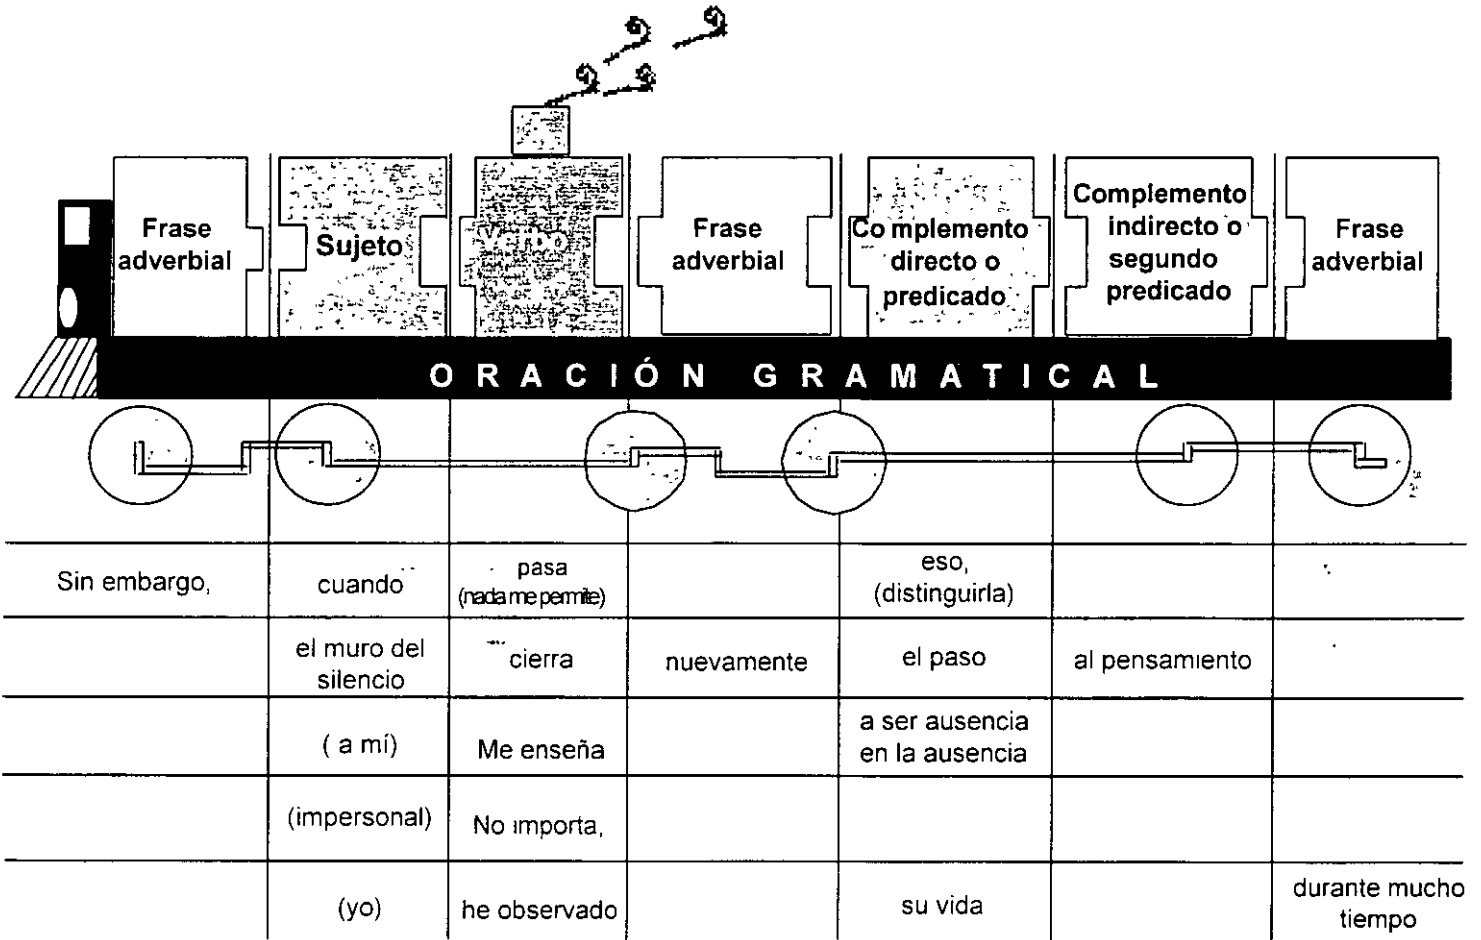 Frase
adverbial
Sujeto
Frase
adverbial
Complemento
directo o
predicado
Complemento
indirecto o
segundo
predicado
Frase
adverbial
ORACIÓN GRAMATICAL
Sin embargo,
cuando
pasa
(nada me permite)
eso,
(distinguirla)
el muro del
silencio
cierra
nuevamente
el paso
al pensamiento
( a mí)
Me enseña
a ser ausencia
en la ausencia
(impersonal)
No importa,
(yo)
he observado
su vida
durante mucho
tiempo